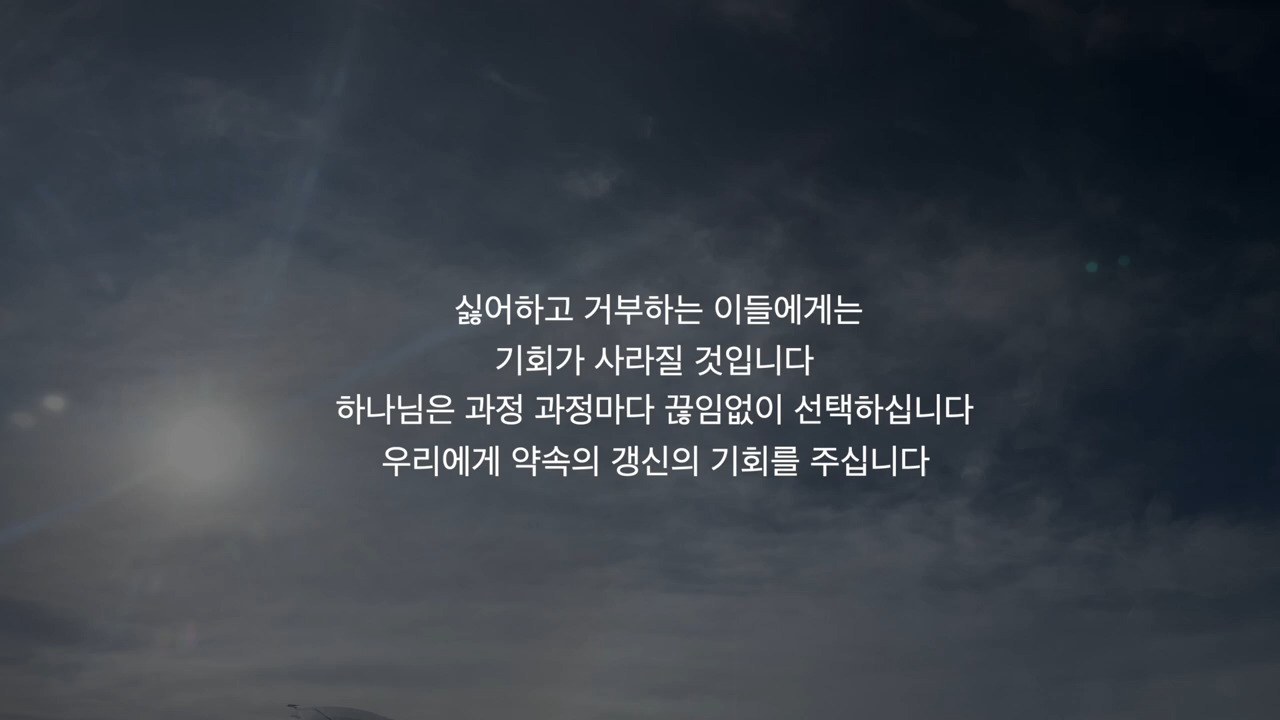 싫어하고 거부하는 이들에게는
기회가 사라질 것입니다
하나님은 과정 과정마다 끊임없이 선택하십니다
우리에게 약속의 갱신의 기회를 주십니다